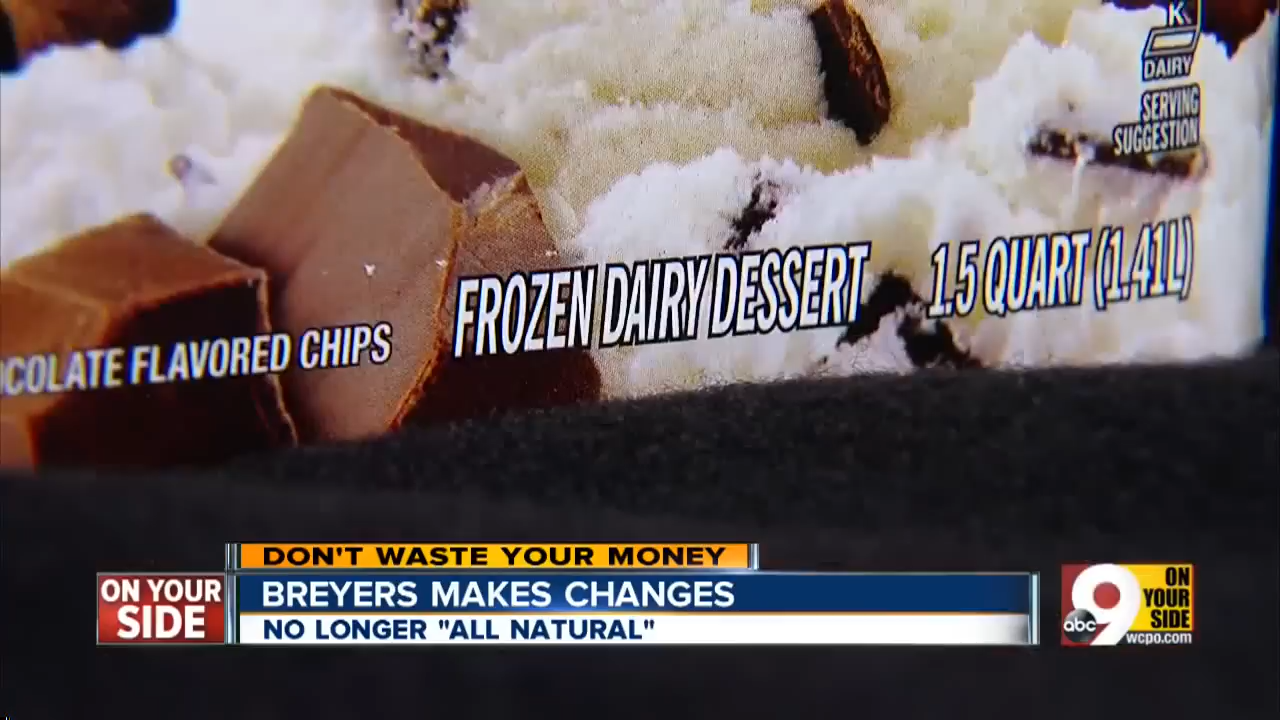 K
DAIRY
SERVING
SUGGESTION
FROZEN DAIRY DESSERT 1.5 QUART (1.41L)
COLATE FLAVORED CHIPS
DON'T WASTE YOUR MONEY
ON YOUR
SIDE
BREYERS MAKES CHANGES
NO LONGER "ALL NATURAL"
abc
9
ON
YOUR
SIDE
wcpo.com